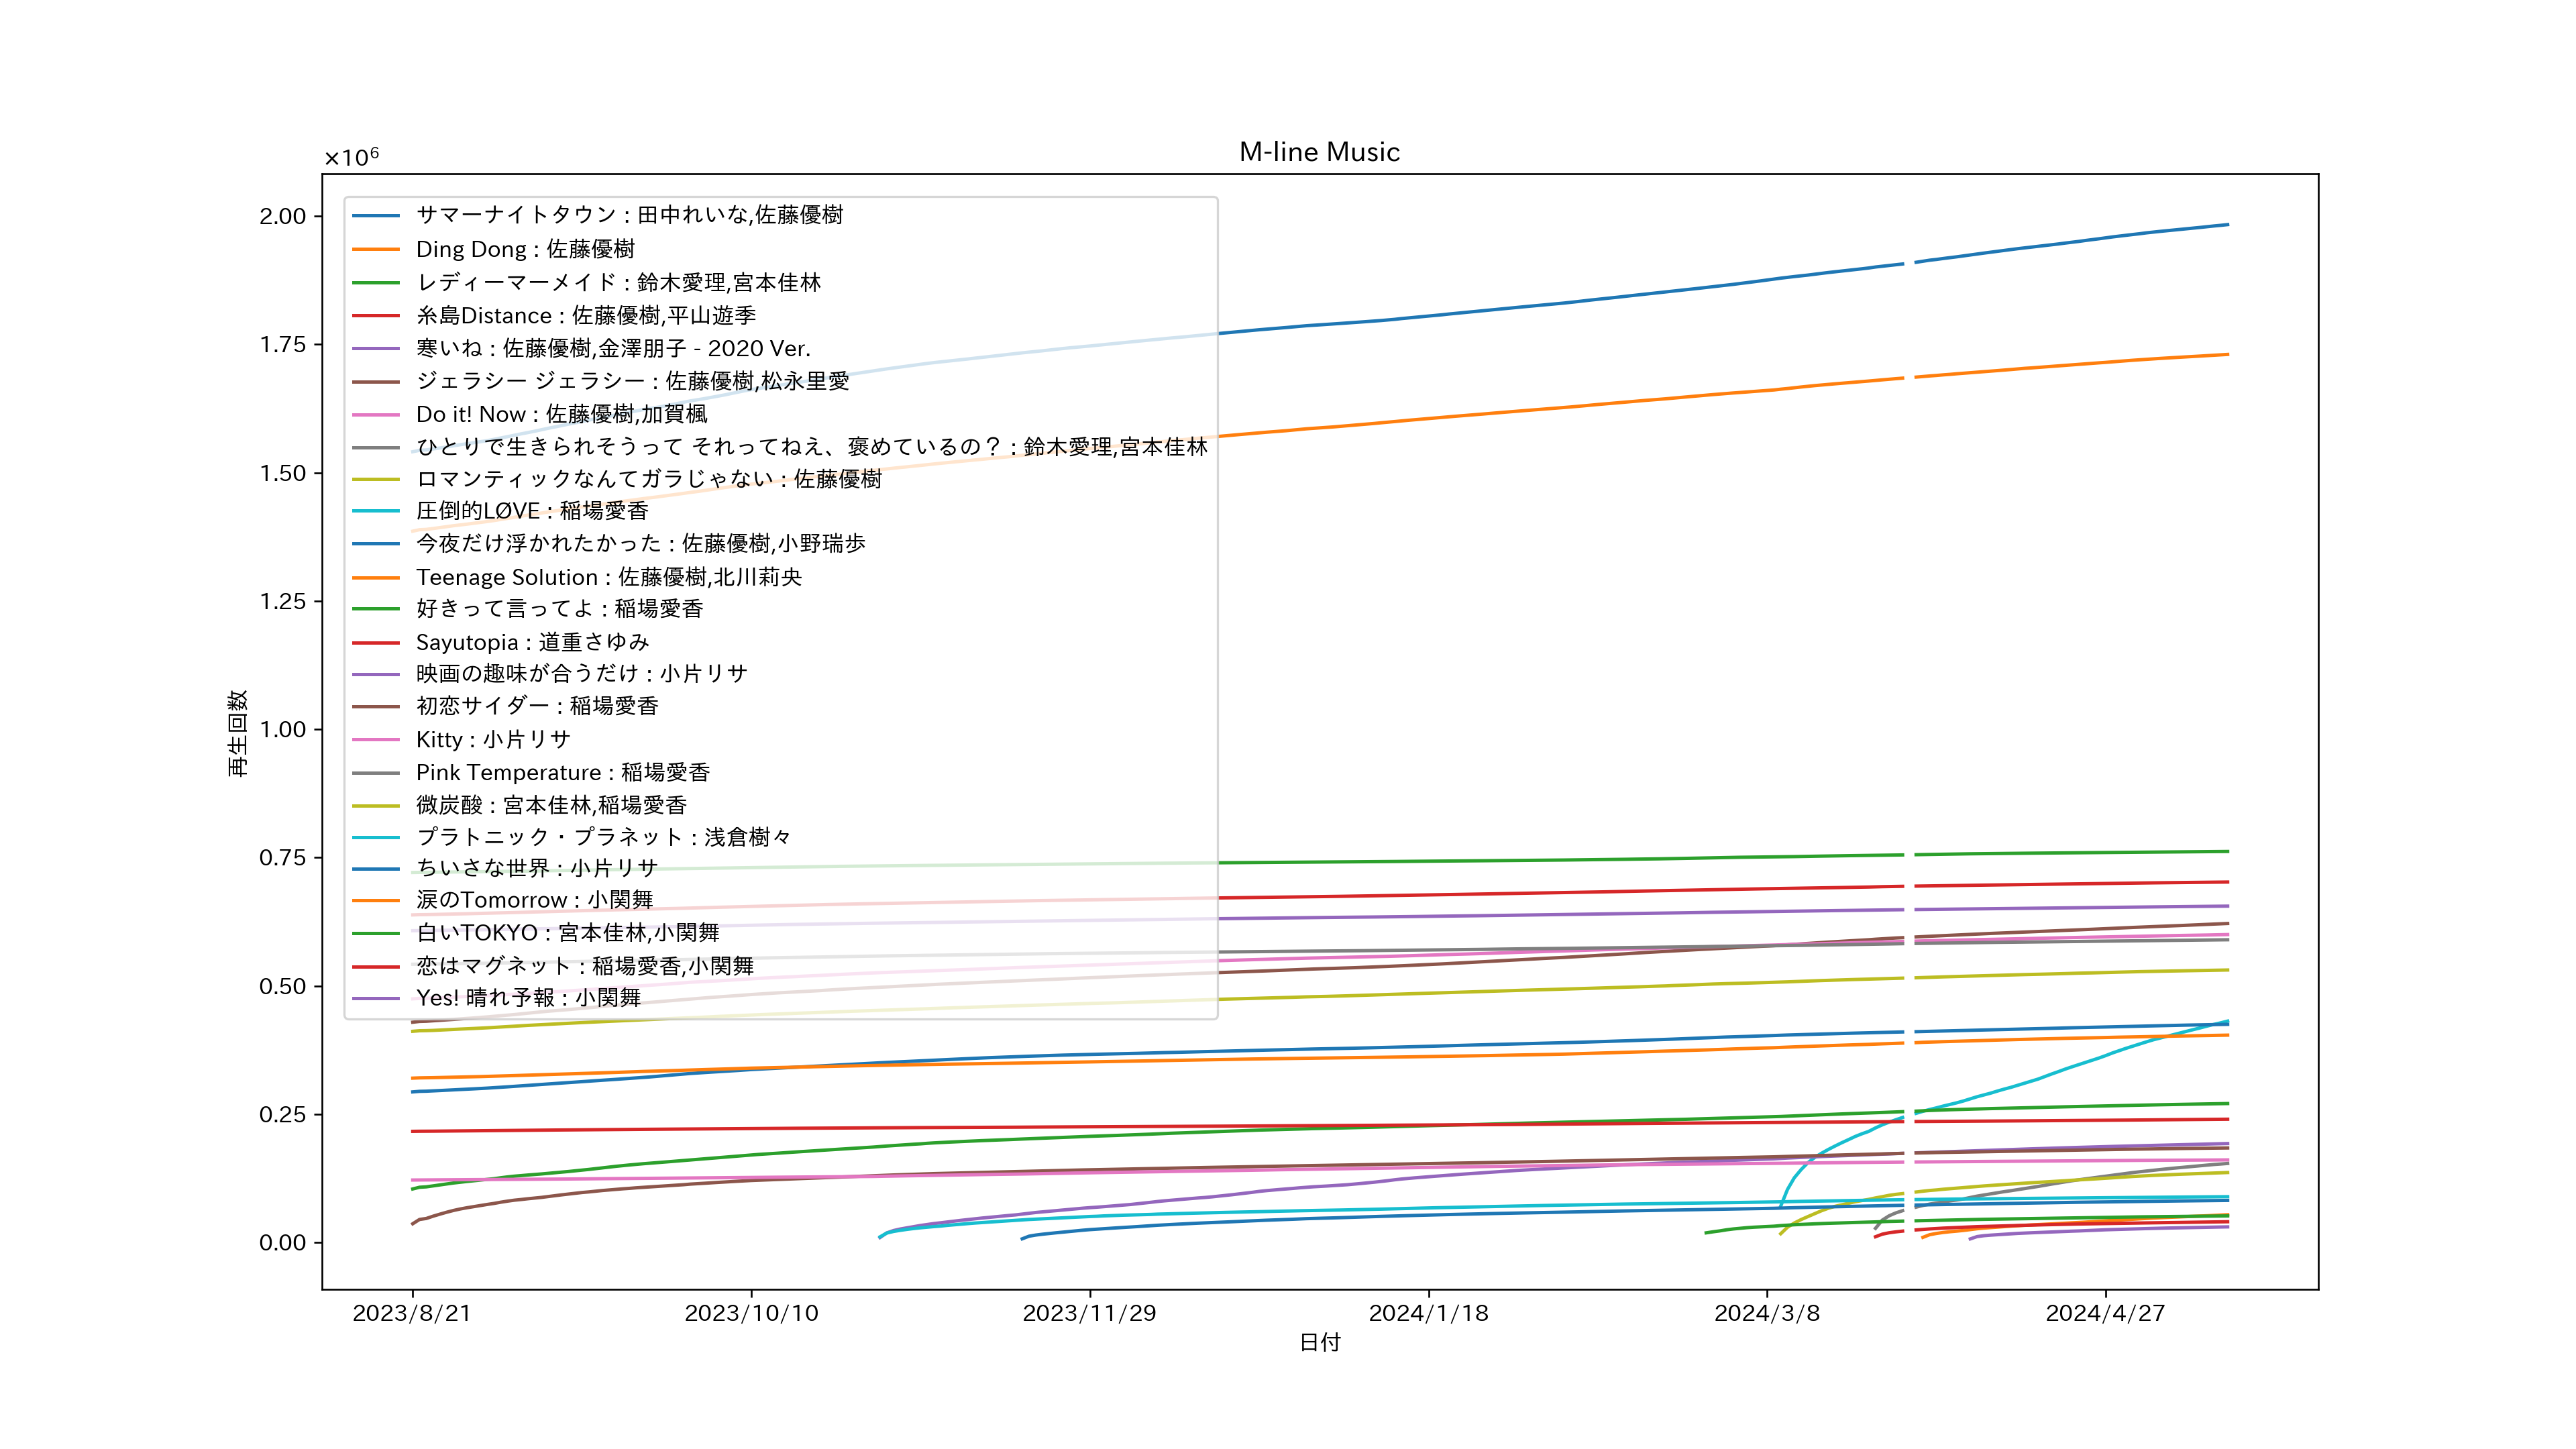 M-line Music
×10⁶
2.00
1.75
1.50
1.25
1.00
0.75
0.50
0.25
0.00
再生回数
サマーナイトタウン : 田中れいな,佐藤優樹
Ding Dong : 佐藤優樹
レディーマーメイド : 鈴木愛理,宮本佳林
糸島Distance : 佐藤優樹,平山遊季
寒いね : 佐藤優樹,金澤朋子 - 2020 Ver.
ジェラシー ジェラシー : 佐藤優樹,松永里愛
Do it! Now : 佐藤優樹,加賀楓
ひとりで生きられそうって それってねえ、褒めているの？ : 鈴木愛理,宮本佳林
ロマンティックなんてガラじゃない : 佐藤優樹
圧倒的LØVE : 稲場愛香
今夜だけ浮かれたかった : 佐藤優樹,小野瑞歩
Teenage Solution : 佐藤優樹,北川莉央
好きって言ってよ : 稲場愛香
Sayutopia : 道重さゆみ
映画の趣味が合うだけ : 小片リサ
初恋サイダー : 稲場愛香
Kitty : 小片リサ
Pink Temperature : 稲場愛香
微炭酸 : 宮本佳林,稲場愛香
プラトニック・プラネット : 浅倉樹々
ちいさな世界 : 小片リサ
涙のTomorrow : 小関舞
白いTOKYO : 宮本佳林,小関舞
恋はマグネット : 稲場愛香,小関舞
Yes! 晴れ予報 : 小関舞
2023/8/21
2023/10/10
2023/11/29
2024/1/18
2024/3/8
2024/4/27
日付